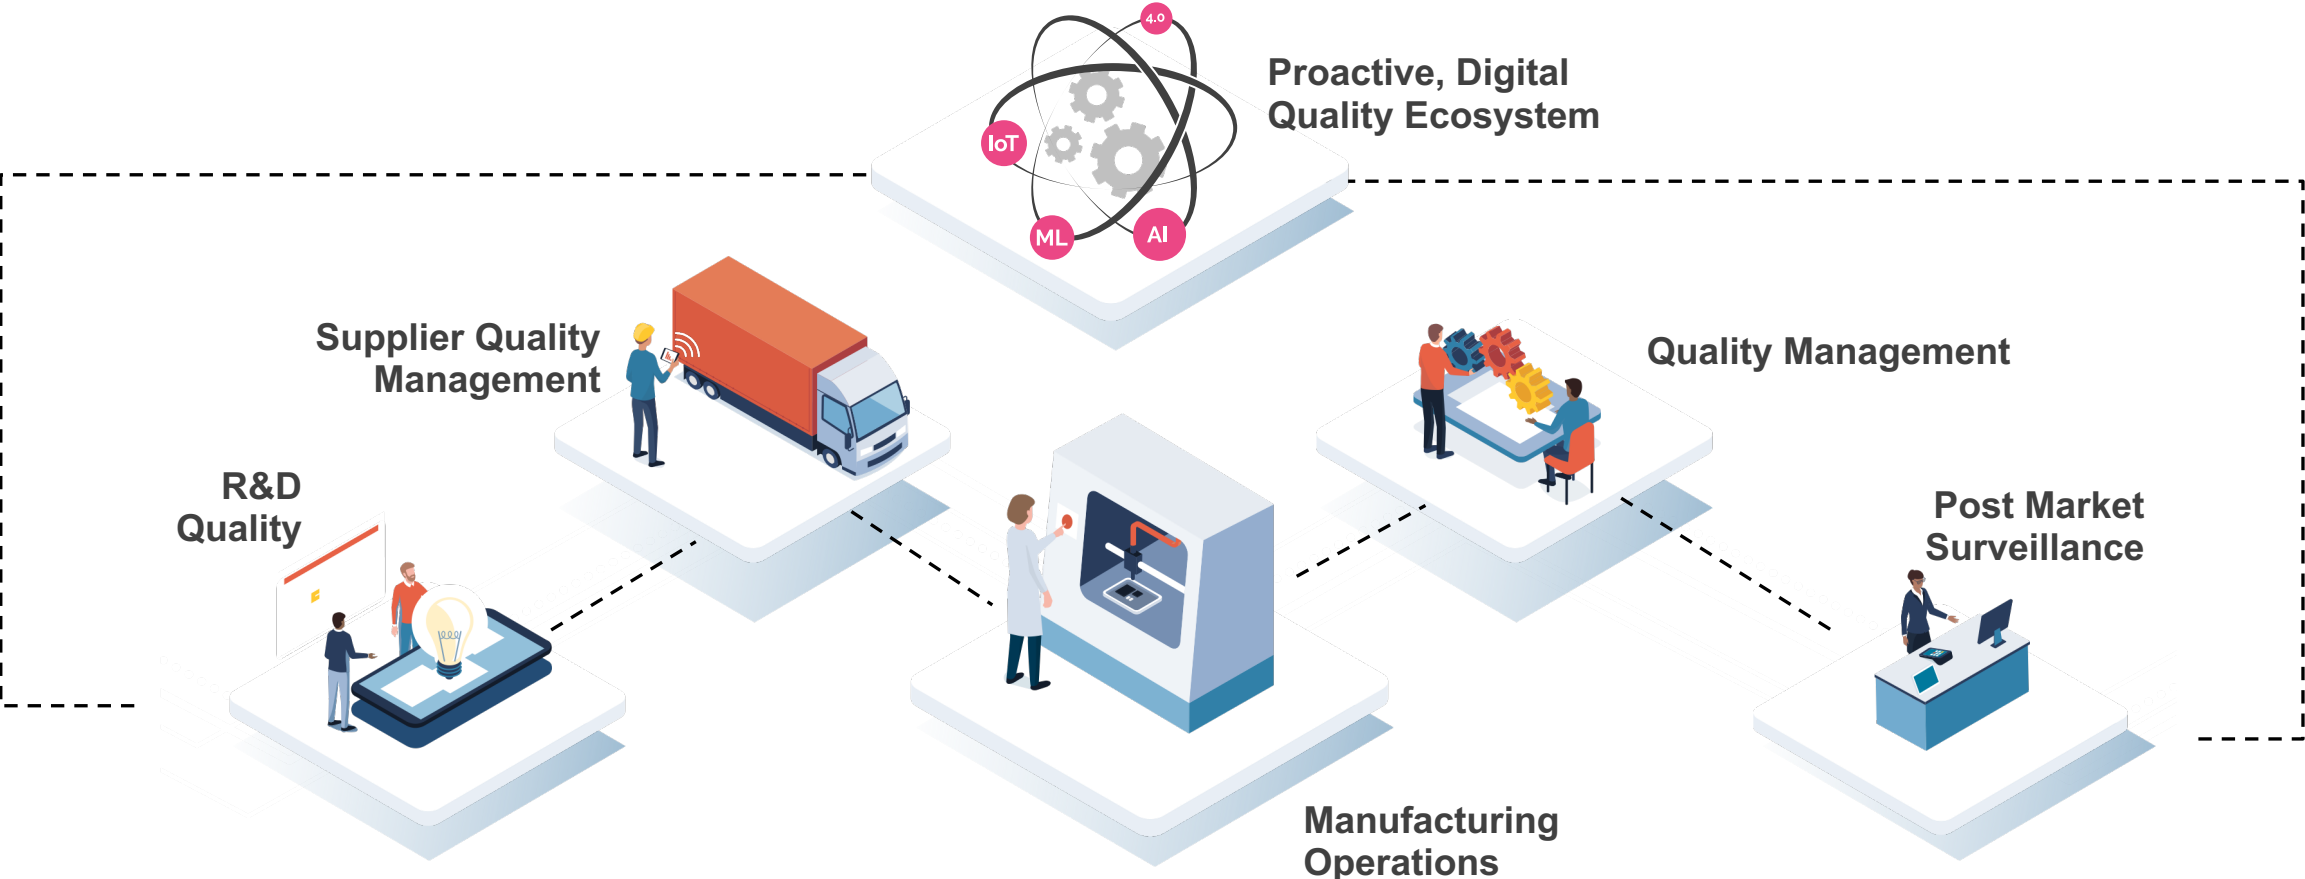 4.0
Proactive, Digital
Quality Ecosystem
IoT
ML
AI
Supplier Quality
Management
Quality Management
R&D
Quality
Post Market
Surveillance
Manufacturing
Operations